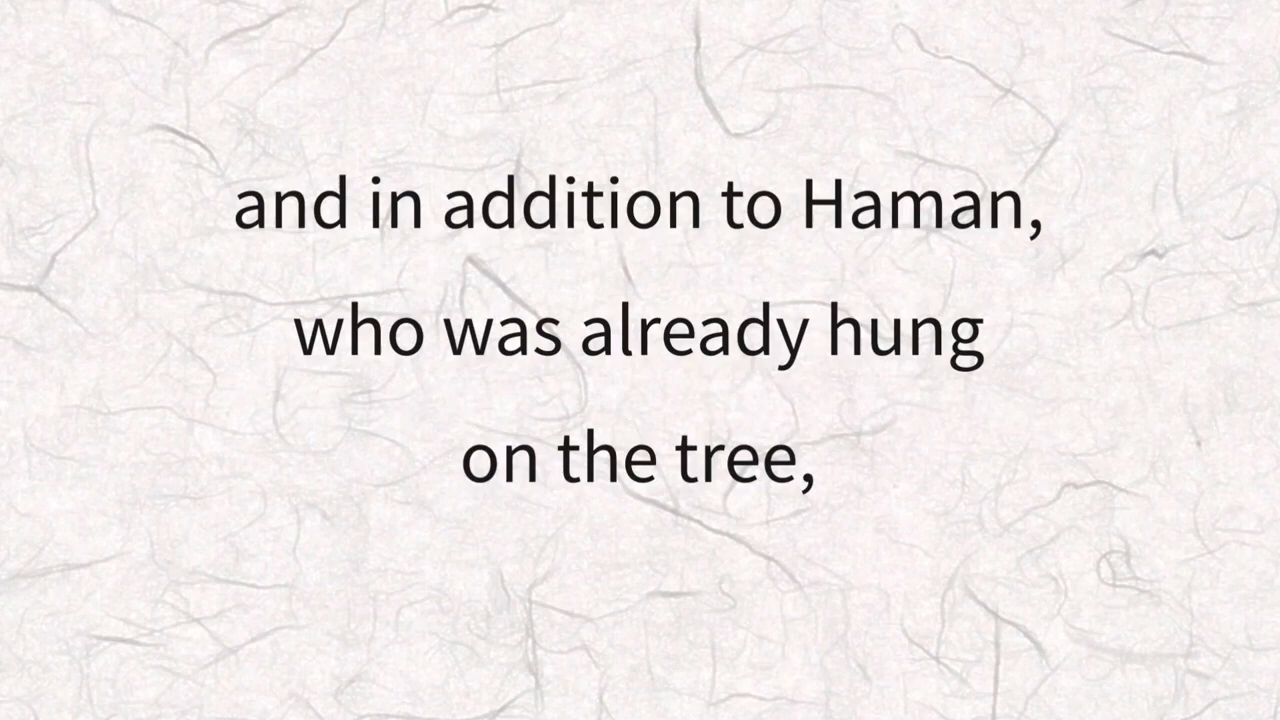 and in addition to Haman,
who was already hung
on the tree,